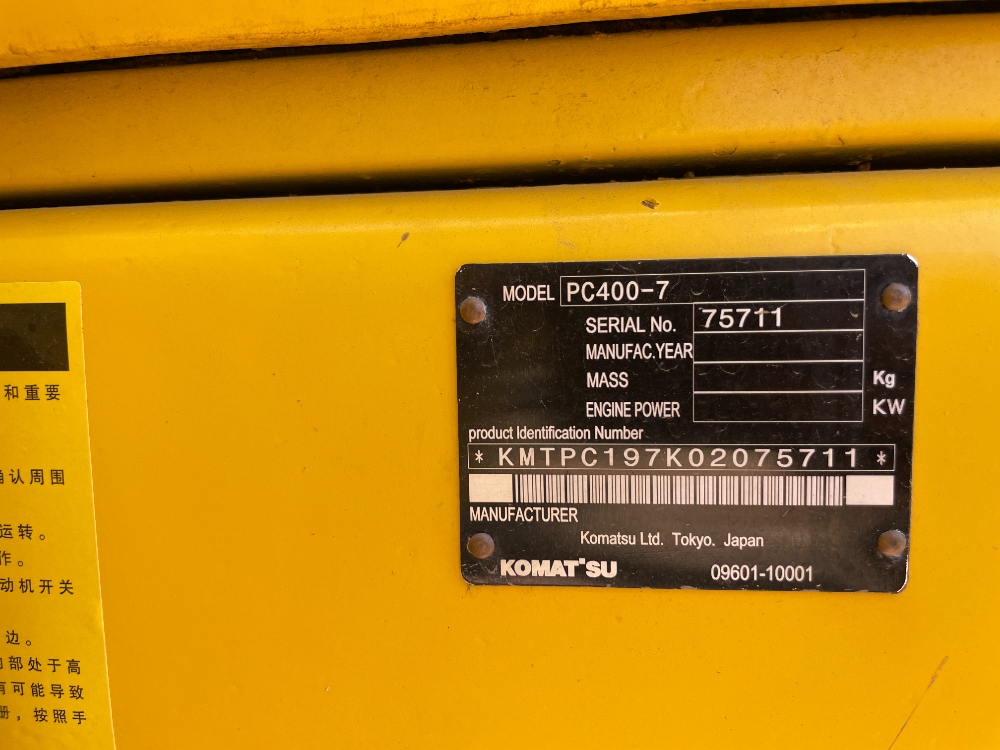 MODEL PC400-7
SERIAL No. 75711
MANUFAC.YEAR
MASS Kg
ENGINE POWER KW
product Identification Number
* KMTPC197K02075711 *
MANUFACTURER
Komatsu Ltd. Tokyo. Japan
KOMATSU 09601-10001
和重要
认周围
运转。
作。
动机开关
边。
部处于高
有可能导致
册，按照手